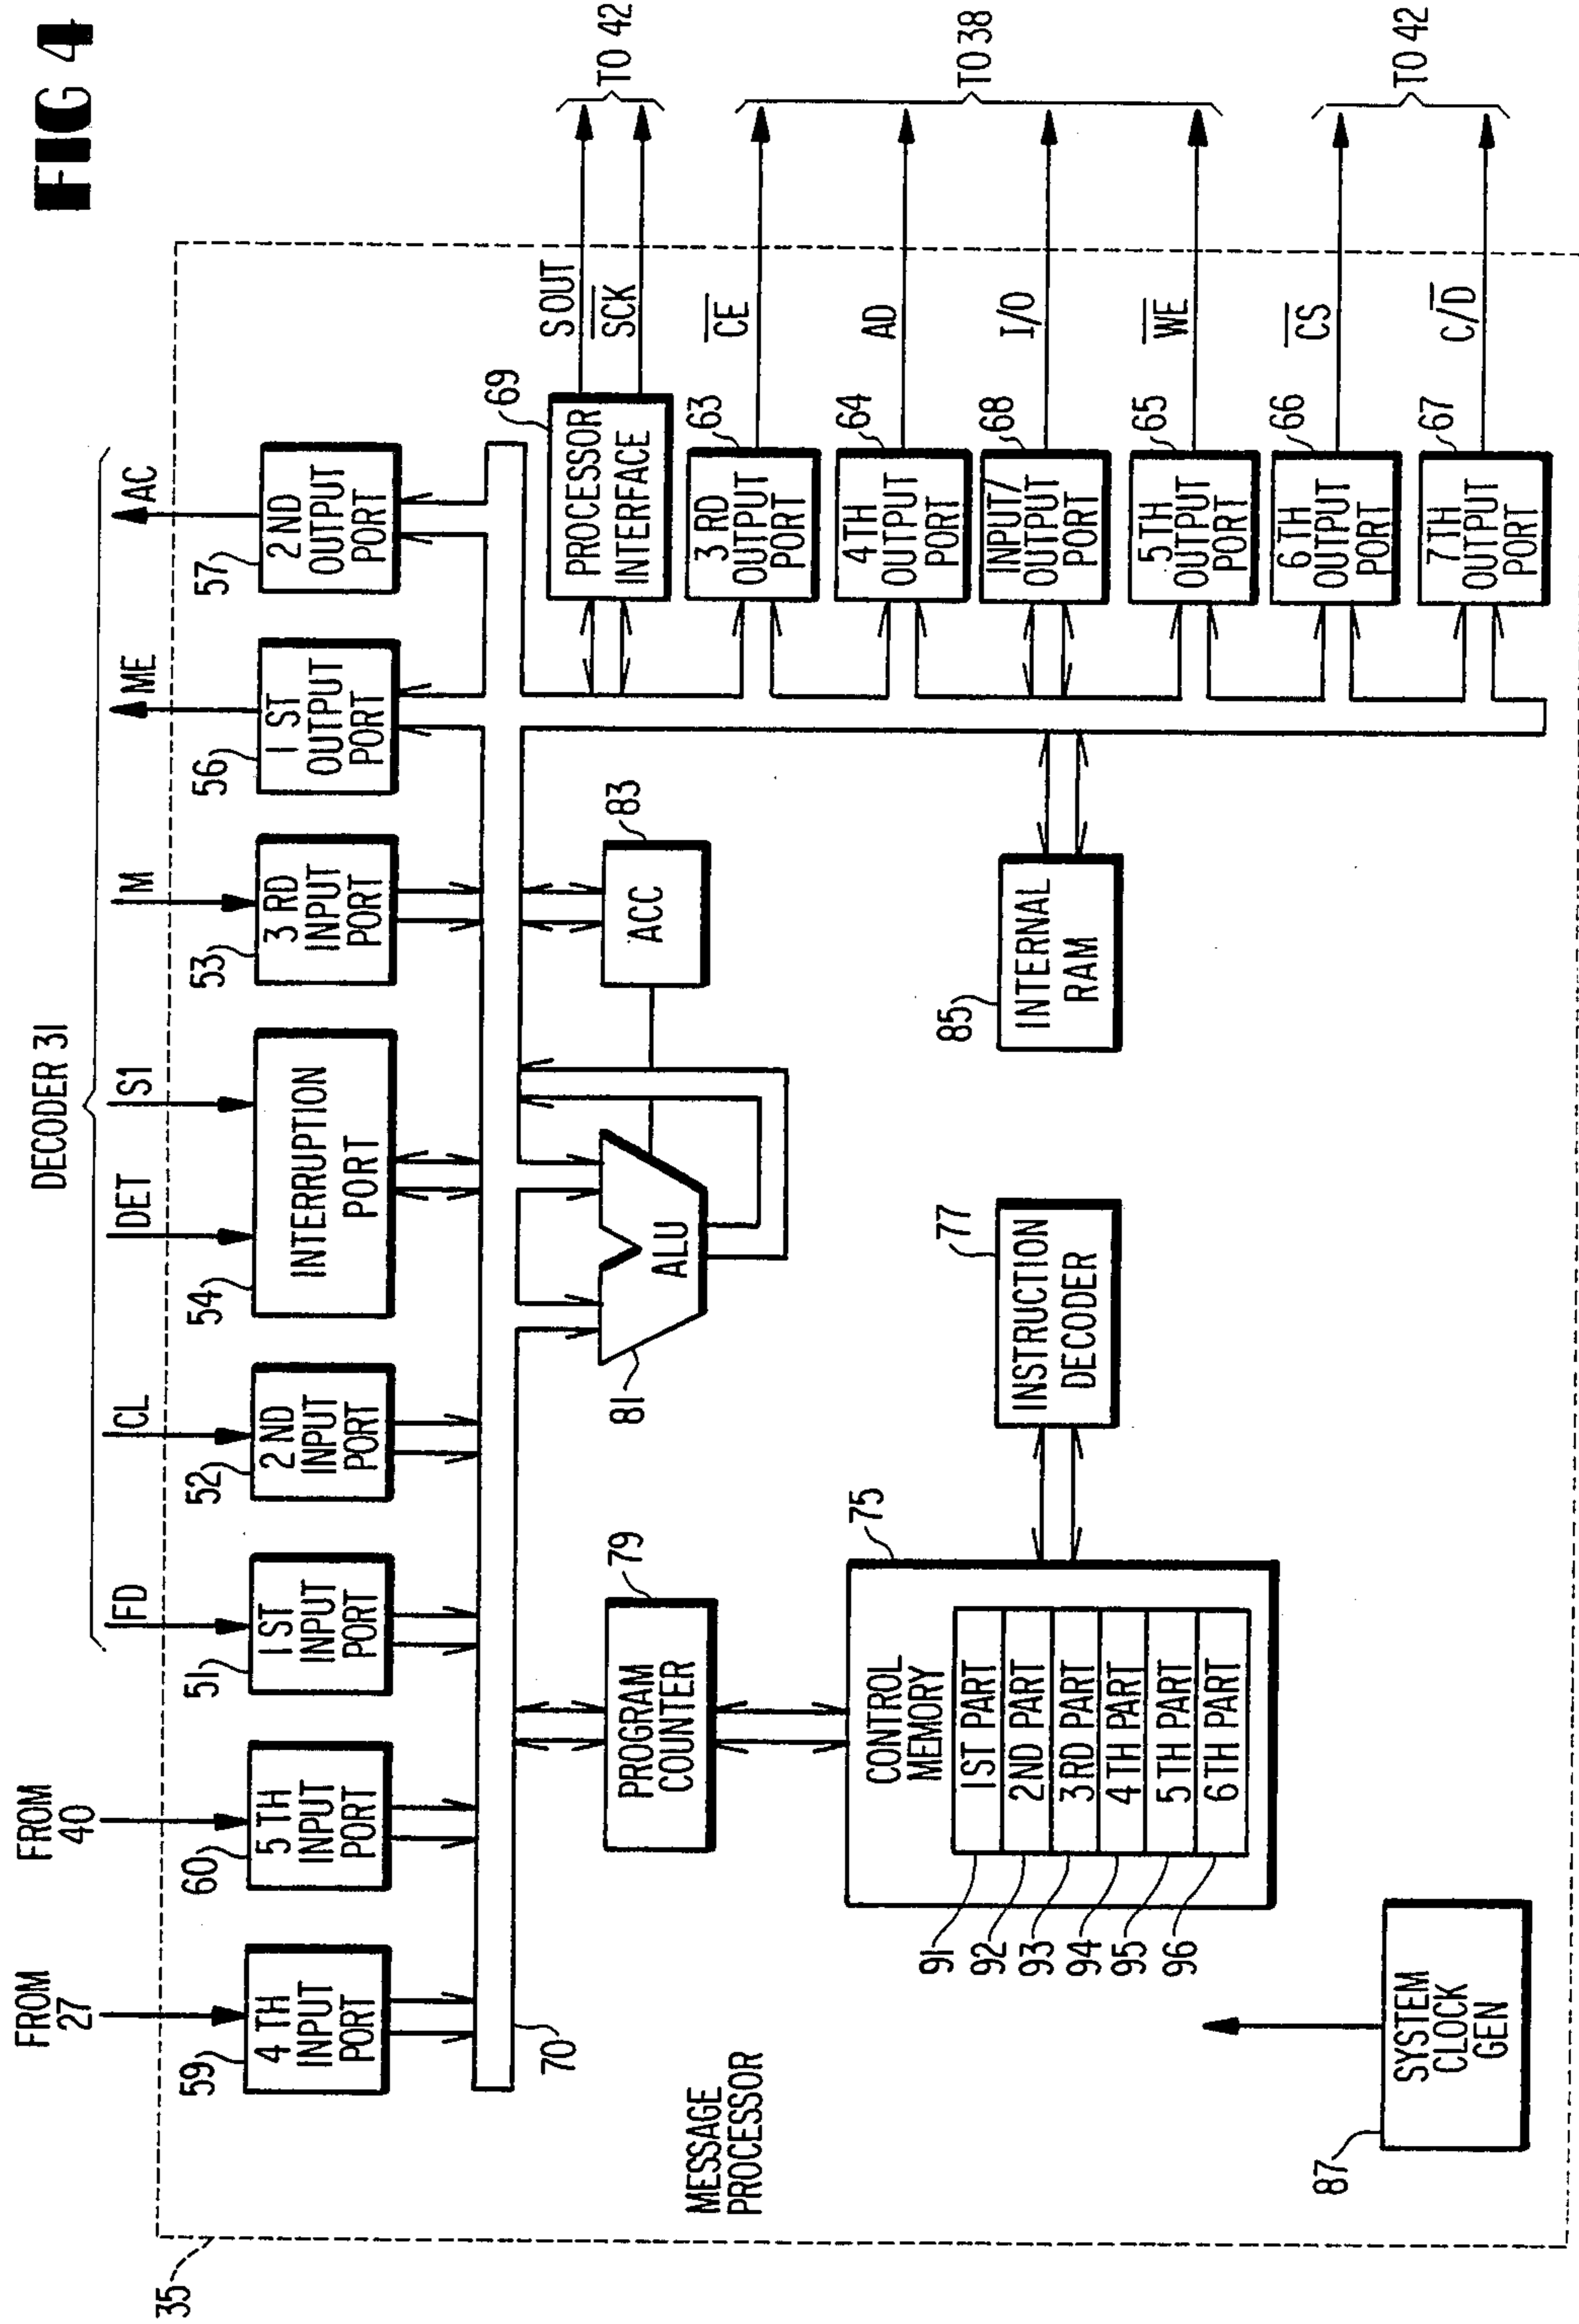 FIG 4
FROM
27
FROM
40
DECODER 31
FD
CL
DET
S1
M
ME
AC
59
4 TH
INPUT
PORT
60
5 TH
INPUT
PORT
51
1 ST
INPUT
PORT
52
2 ND
INPUT
PORT
54
INTERRUPTION
PORT
53
3 RD
INPUT
PORT
56
1 ST
OUTPUT
PORT
57
2 ND
OUTPUT
PORT
35
70
MESSAGE
PROCESSOR
79
PROGRAM
COUNTER
81
ALU
83
ACC
75
CONTROL
MEMORY
91
1ST PART
92
2ND PART
93
3RD PART
94
4TH PART
95
5TH PART
96
6TH PART
77
INSTRUCTION
DECODER
85
INTERNAL
RAM
87
SYSTEM
CLOCK
GEN
69
PROCESSOR
INTERFACE
S OUT
S̅C̅K̅
TO 42
63
3 RD
OUTPUT
PORT
C̅E̅
64
4 TH
OUTPUT
PORT
AD
68
INPUT/
OUTPUT
PORT
I/O
65
5 TH
OUTPUT
PORT
W̅E̅
TO 38
66
6 TH
OUTPUT
PORT
C̅S̅
67
7 TH
OUTPUT
PORT
C/D̅
TO 42